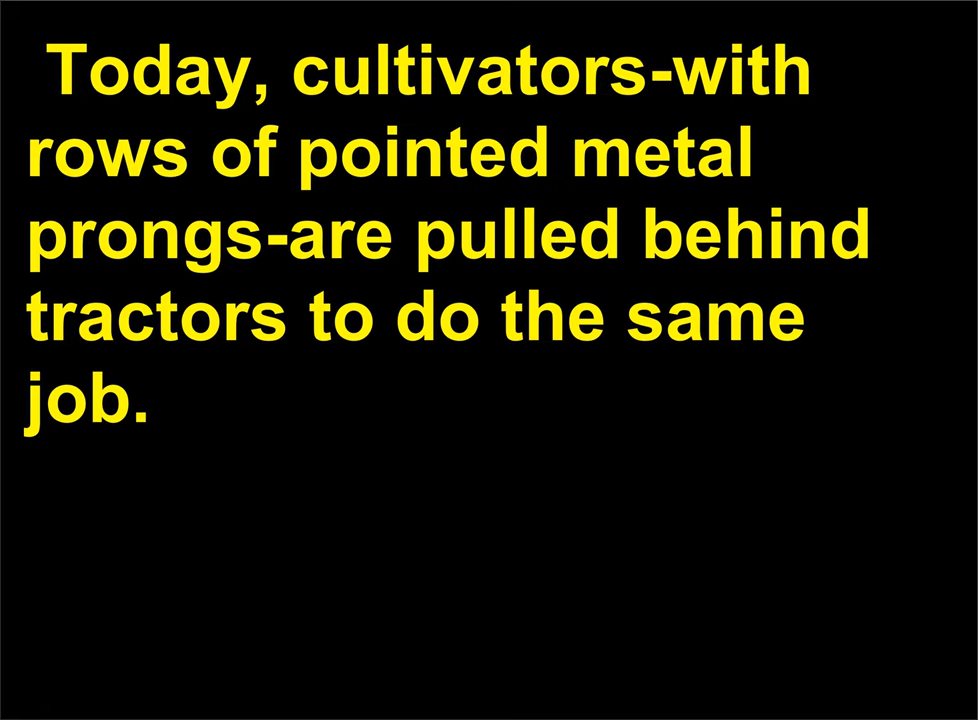 Today, cultivators-with
rows of pointed metal
prongs-are pulled behind
tractors to do the same
job.